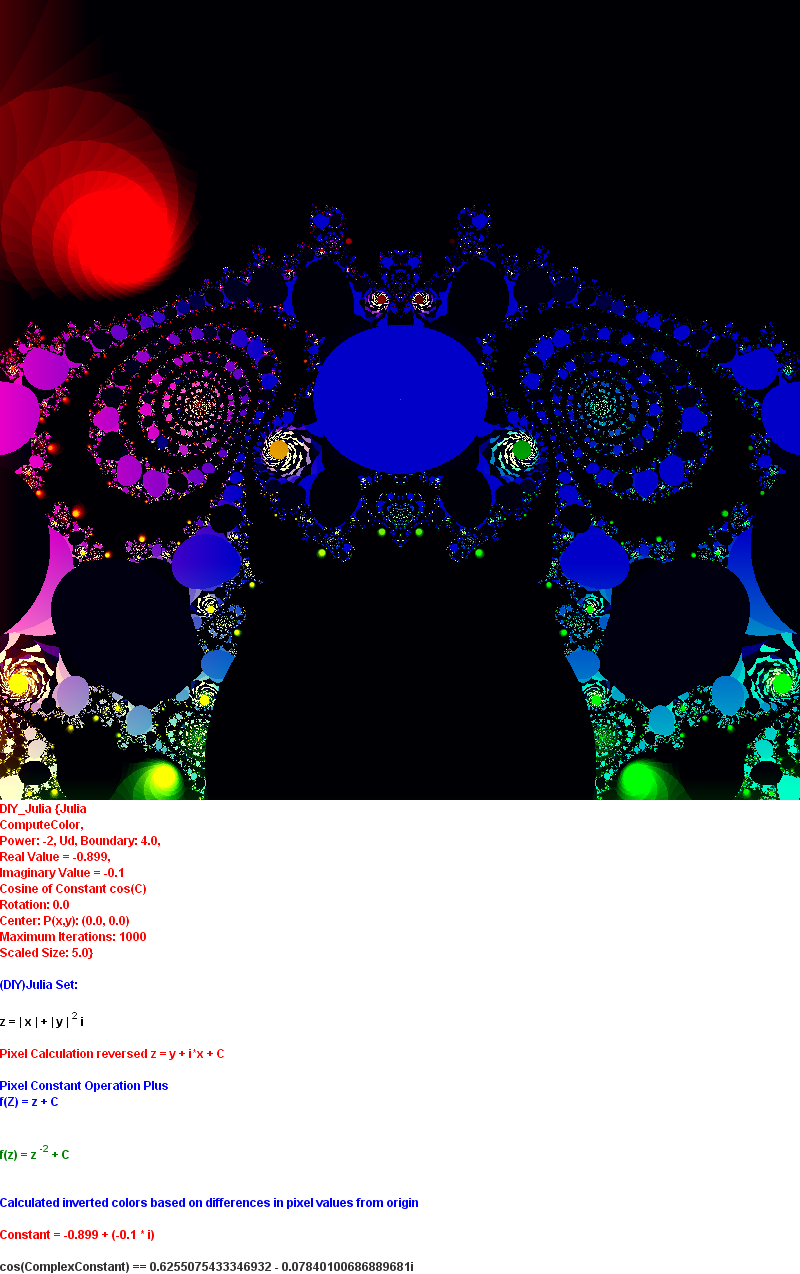 DIY_Julia {Julia
ComputeColor,
Power: -2, Ud, Boundary: 4.0,
Real Value = -0.899,
Imaginary Value = -0.1
Cosine of Constant cos(C)
Rotation: 0.0
Center: P(x,y): (0.0, 0.0)
Maximum Iterations: 1000
Scaled Size: 5.0}
(DIY)Julia Set:
z = | x | + | y | 2 i
Pixel Calculation reversed z = y + i*x + C
Pixel Constant Operation Plus
f(Z) = z + C
f(z) = z -2 + C
Calculated inverted colors based on differences in pixel values from origin
Constant = -0.899 + (-0.1 * i)
cos(ComplexConstant) == 0.6255075433346932 - 0.07840100686889681i